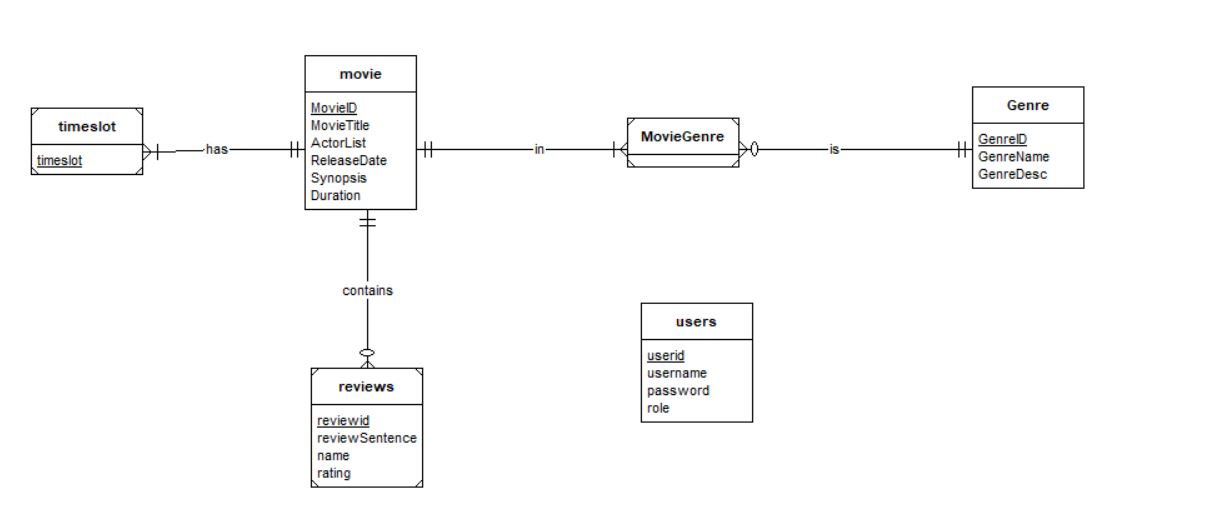 movie
MovieID
MovieTitle
ActorList
ReleaseDate
Synopsis
Duration
timeslot
timeslot
has
in
MovieGenre
is
Genre
GenreID
GenreName
GenreDesc
contains
reviews
reviewid
reviewSentence
name
rating
users
userid
username
password
role